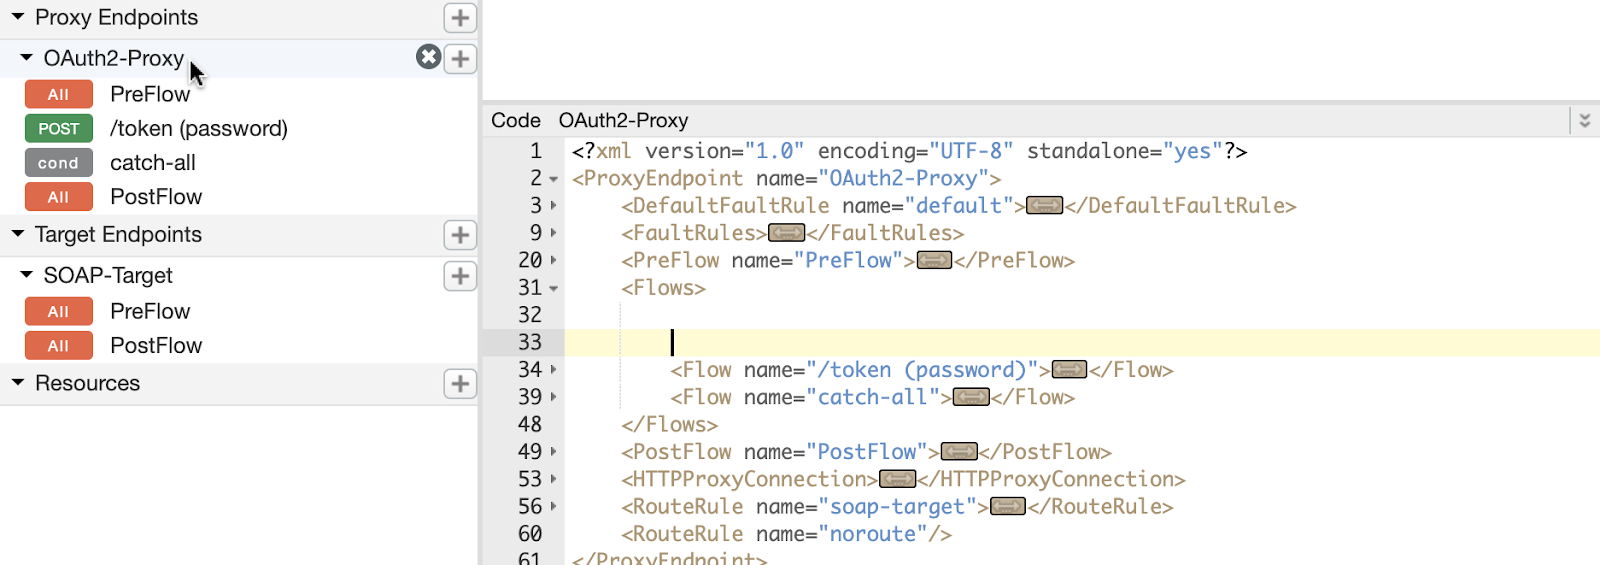 Proxy Endpoints
OAuth2-Proxy
All PreFlow
POST /token (password)
cond catch-all
All PostFlow
Target Endpoints
SOAP-Target
All PreFlow
All PostFlow
Resources
Code OAuth2-Proxy
1 <?xml version="1.0" encoding="UTF-8" standalone="yes"?>
2 <ProxyEndpoint name="OAuth2-Proxy">
3 <DefaultFaultRule name="default"></DefaultFaultRule>
9 <FaultRules></FaultRules>
20 <PreFlow name="PreFlow"></PreFlow>
31 <Flows>
32
33
34 <Flow name="/token (password)"></Flow>
39 <Flow name="catch-all"></Flow>
48 </Flows>
49 <PostFlow name="PostFlow"></PostFlow>
53 <HTTPProxyConnection></HTTPProxyConnection>
56 <RouteRule name="soap-target"></RouteRule>
60 <RouteRule name="noroute"/>
61 </ProxyEndpoint>